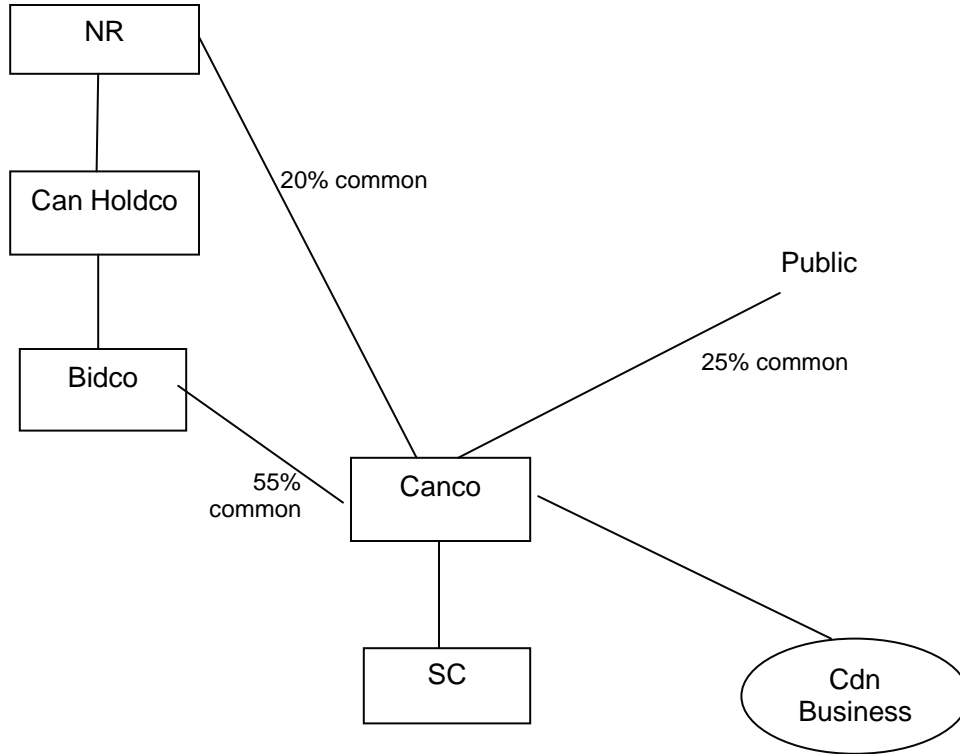 NR
20% common
Can Holdco
Public
Bidco
25% common
55%
common
Canco
SC
Cdn
Business